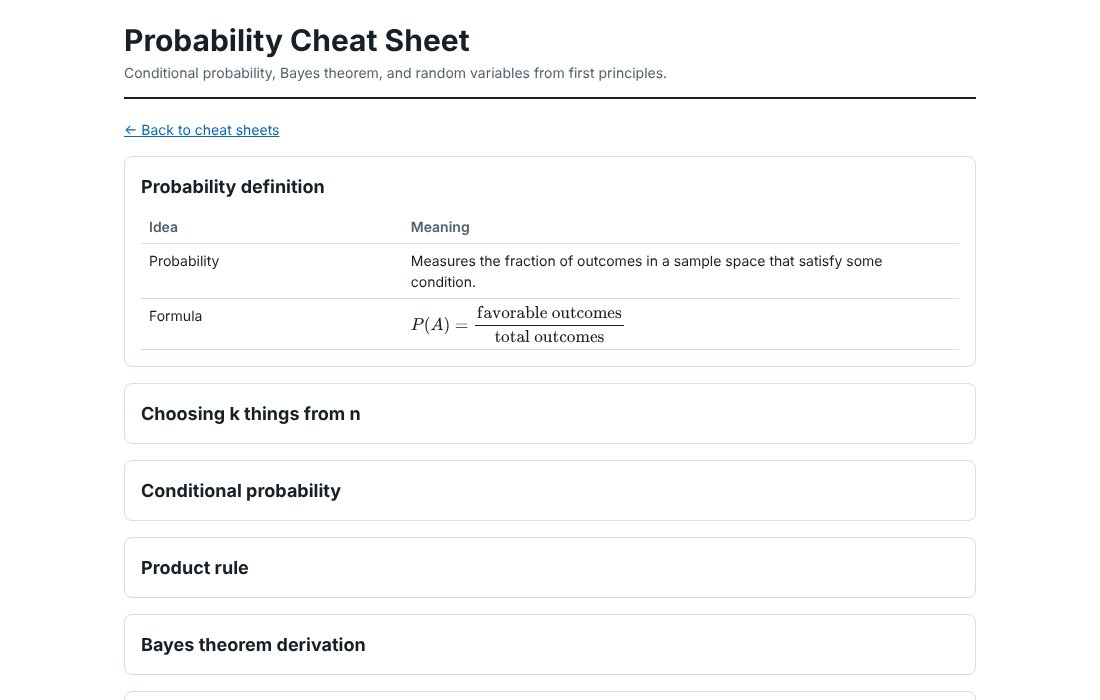 Probability Cheat Sheet
Conditional probability, Bayes theorem, and random variables from first principles.
← Back to cheat sheets
Probability definition
Idea Meaning
Probability Measures the fraction of outcomes in a sample space that satisfy some
condition.
Formula P(A) = favorable outcomes / total outcomes
Choosing k things from n
Conditional probability
Product rule
Bayes theorem derivation